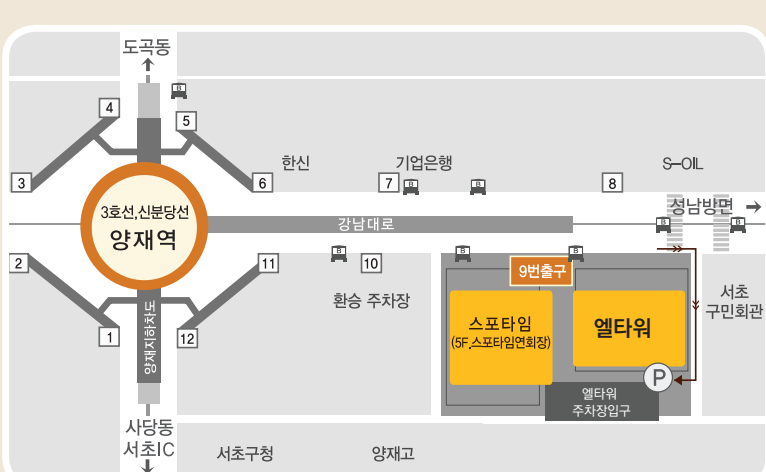 도곡동
B
4
5
한신
기업은행
S-OIL
3
6
7
B
B
8
3호선,신분당선
양재역
강남대로
성남방면
B
B
2
11
B
10
B
B
9번출구
환승 주차장
양재지하차도
스포타임
(5F.스포타임연회장)
엘타워
서초
구민회관
1
12
P
엘타워
주차장입구
사당동
서초IC
서초구청
양재고